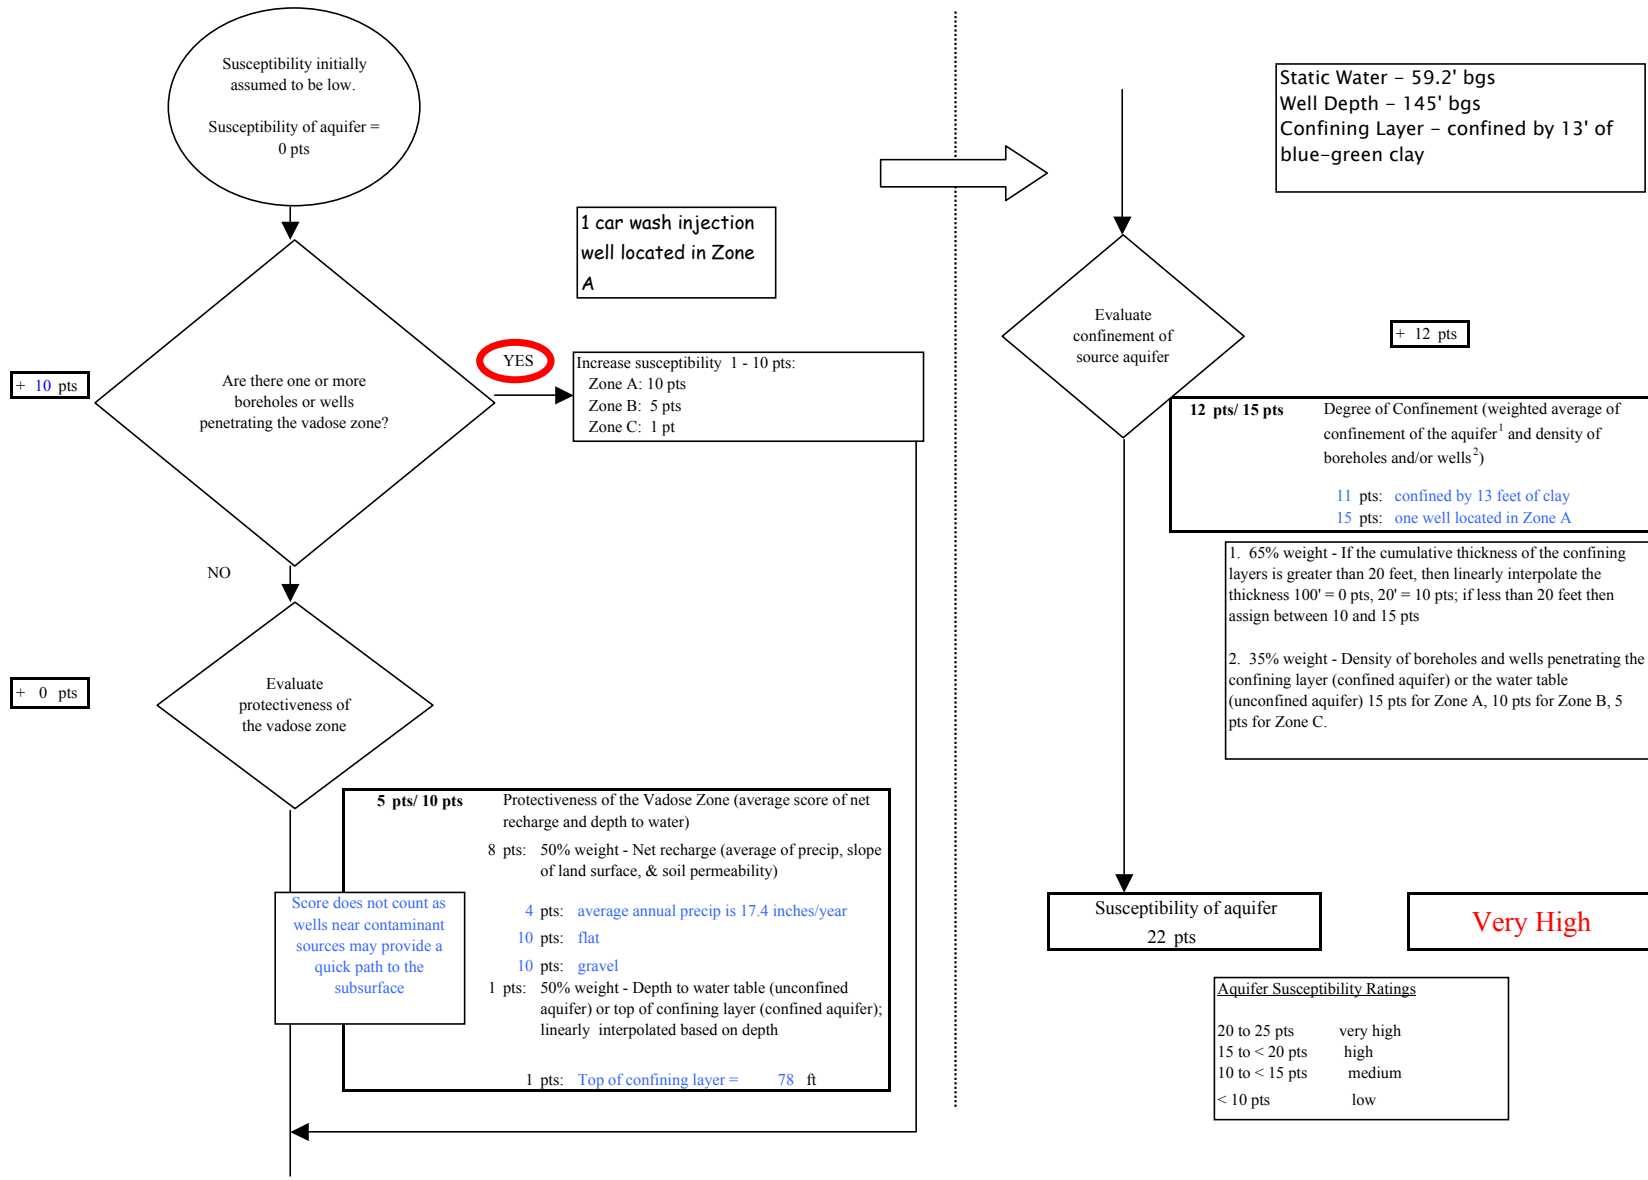 Susceptibility initially
assumed to be low.
Susceptibility of aquifer =
0 pts
1 car wash injection
well located in Zone
A
+ 10 pts
Are there one or more
boreholes or wells
penetrating the vadose zone?
YES
Increase susceptibility 1 - 10 pts:
Zone A: 10 pts
Zone B: 5 pts
Zone C: 1 pt
NO
+ 0 pts
Evaluate
protectiveness of
the vadose zone
5 pts/ 10 pts
Protectiveness of the Vadose Zone (average score of net
recharge and depth to water)
8 pts: 50% weight - Net recharge (average of precip, slope
of land surface, & soil permeability)
Score does not count as
wells near contaminant
sources may provide a
quick path to the
subsurface
4 pts: average annual precip is 17.4 inches/year
10 pts: flat
10 pts: gravel
1 pts: 50% weight - Depth to water table (unconfined
aquifer) or top of confining layer (confined aquifer);
linearly interpolated based on depth
1 pts: Top of confining layer = 78 ft
Static Water - 59.2' bgs
Well Depth - 145' bgs
Confining Layer - confined by 13' of
blue-green clay
Evaluate
confinement of
source aquifer
+ 12 pts
12 pts/ 15 pts
Degree of Confinement (weighted average of
confinement of the aquifer1 and density of
boreholes and/or wells2)
11 pts: confined by 13 feet of clay
15 pts: one well located in Zone A
1. 65% weight - If the cumulative thickness of the confining
layers is greater than 20 feet, then linearly interpolate the
thickness 100' = 0 pts, 20' = 10 pts; if less than 20 feet then
assign between 10 and 15 pts
2. 35% weight - Density of boreholes and wells penetrating the
confining layer (confined aquifer) or the water table
(unconfined aquifer) 15 pts for Zone A, 10 pts for Zone B, 5
pts for Zone C.
Susceptibility of aquifer
22 pts
Very High
Aquifer Susceptibility Ratings
20 to 25 pts very high
15 to < 20 pts high
10 to < 15 pts medium
< 10 pts low